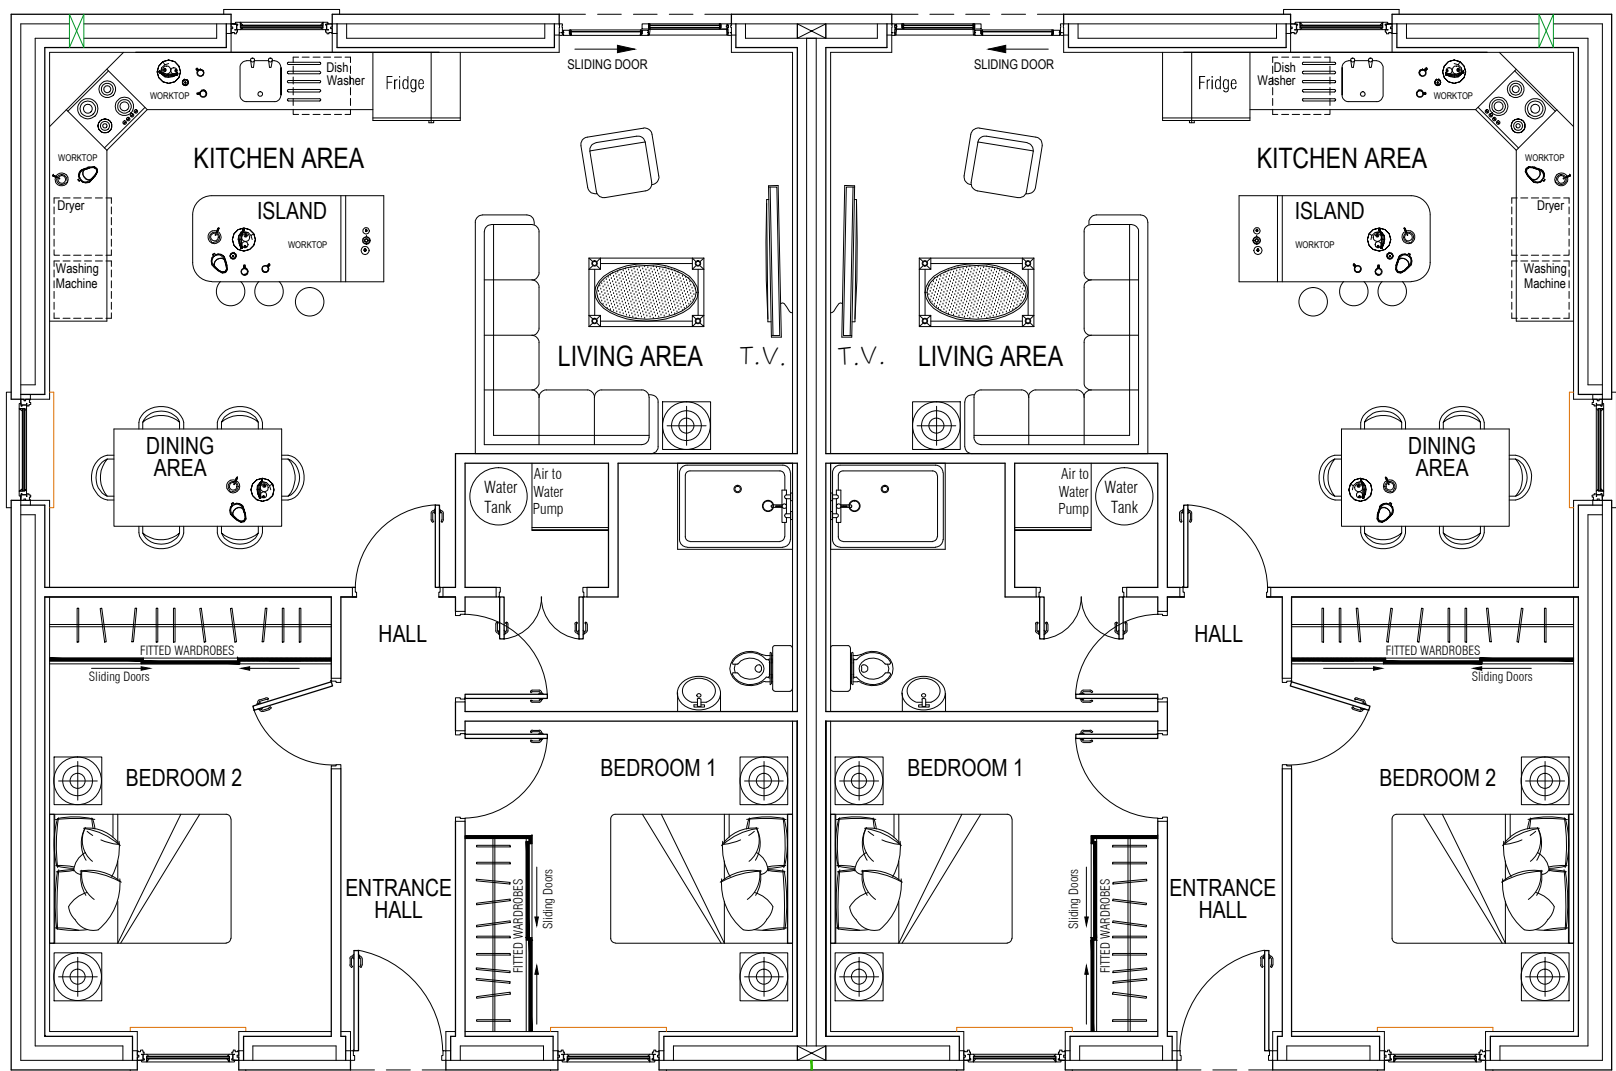 SLIDING DOOR
SLIDING DOOR
Dish
Washer
Fridge
WORKTOP
Fridge
Dish
Washer
WORKTOP
KITCHEN AREA
KITCHEN AREA
WORKTOP
WORKTOP
Dryer
Dryer
ISLAND
WORKTOP
ISLAND
WORKTOP
Washing
Machine
Washing
Machine
LIVING AREA
T.V.
T.V.
LIVING AREA
DINING
AREA
DINING
AREA
Water
Tank
Air to
Water
Pump
Air to
Water
Pump
Water
Tank
HALL
HALL
FITTED WARDROBES
Sliding Doors
FITTED WARDROBES
Sliding Doors
BEDROOM 2
BEDROOM 1
BEDROOM 1
BEDROOM 2
ENTRANCE
HALL
FITTED WARDROBES
Sliding Doors
Sliding Doors
FITTED WARDROBES
ENTRANCE
HALL